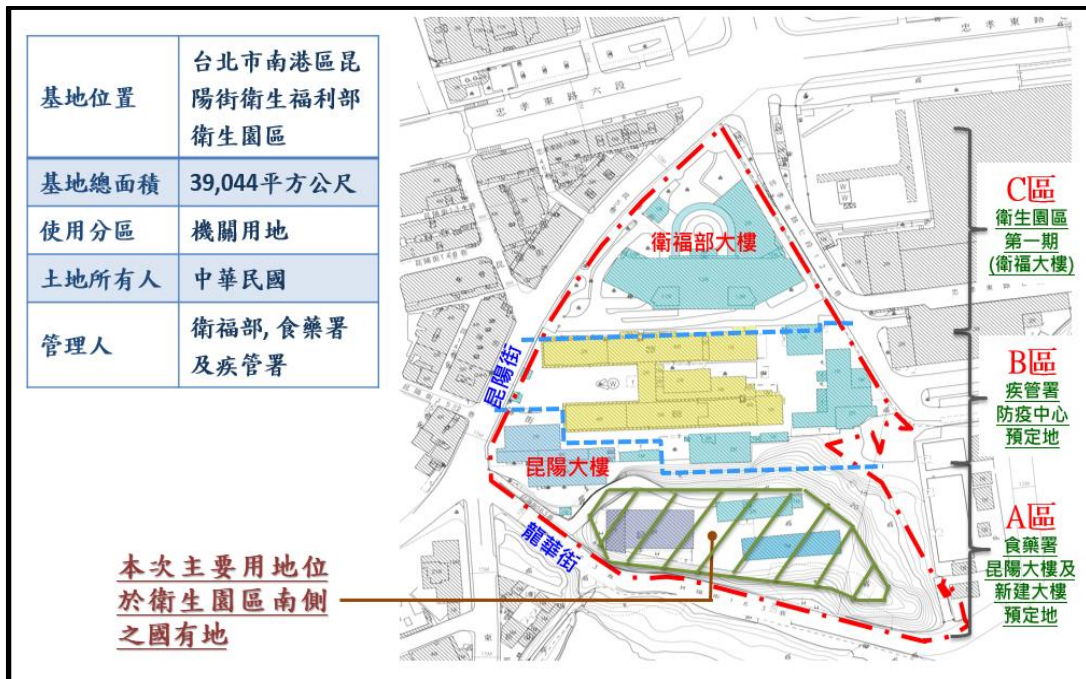 基地位置
台北市南港區昆
陽街衛生福利部
衛生園區
基地總面積
39,044平方公尺
使用分區
機關用地
土地所有人
中華民國
管理人
衛福部, 食藥署
及疾管署
忠孝東路六段
衛福部大樓
昆陽街
昆陽大樓
龍華街
C區
衛生園區
第一期
(衛福大樓)
B區
疾管署
防疫中心
預定地
A區
食藥署
昆陽大樓及
新建大樓
預定地
本次主要用地位
於衛生園區南側
之國有地